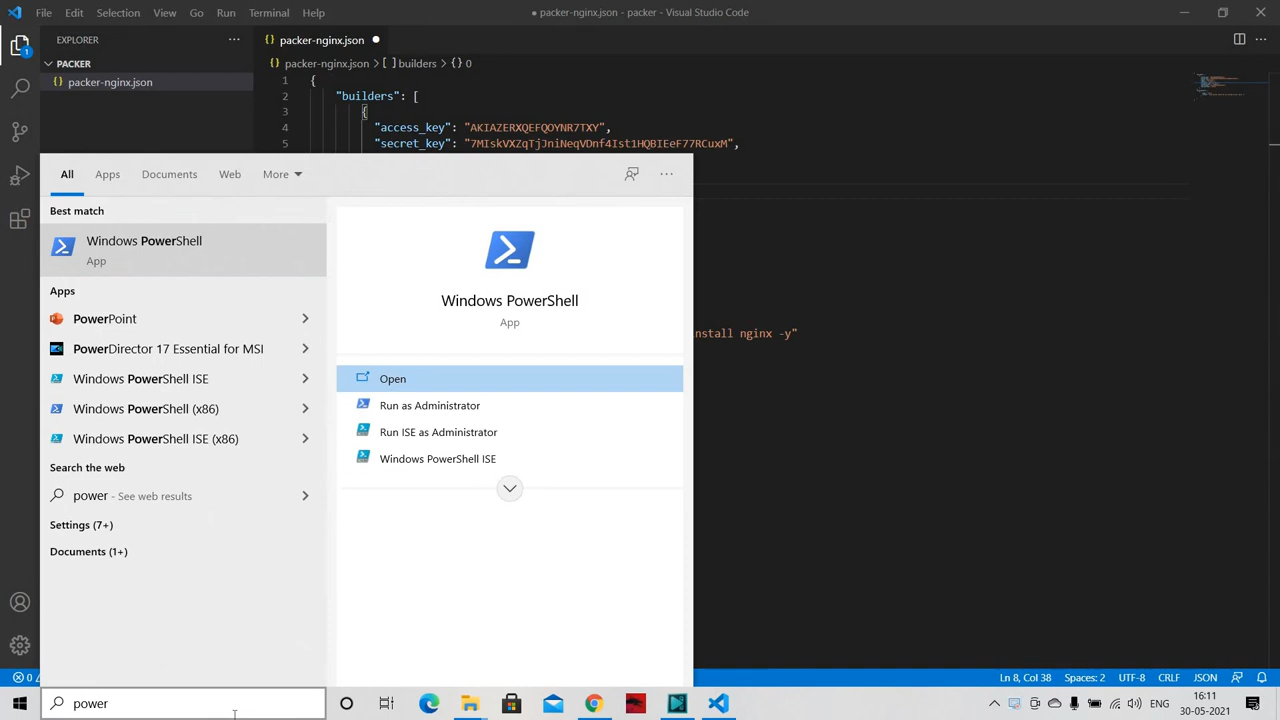 File Edit Selection View Go Run Terminal Help
● packer-nginx.json - packer - Visual Studio Code
EXPLORER
packer-nginx.json
PACKER
packer-nginx.json
packer-nginx.json > [ ] builders > { } 0
1 {
2 "builders": [
3 {
4 "access_key": "AKIAZERXQEFQOYNR7TXY",
5 "secret_key": "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",
nstall nginx -y"
All Apps Documents Web More
Best match
Windows PowerShell
App
Apps
PowerPoint
PowerDirector 17 Essential for MSI
Windows PowerShell ISE
Windows PowerShell (x86)
Windows PowerShell ISE (x86)
Search the web
power - See web results
Settings (7+)
Documents (1+)
Windows PowerShell
App
Open
Run as Administrator
Run ISE as Administrator
Windows PowerShell ISE
0
Ln 8, Col 38 Spaces: 2 UTF-8 CRLF JSON
power
ENG
16:11
30-05-2021